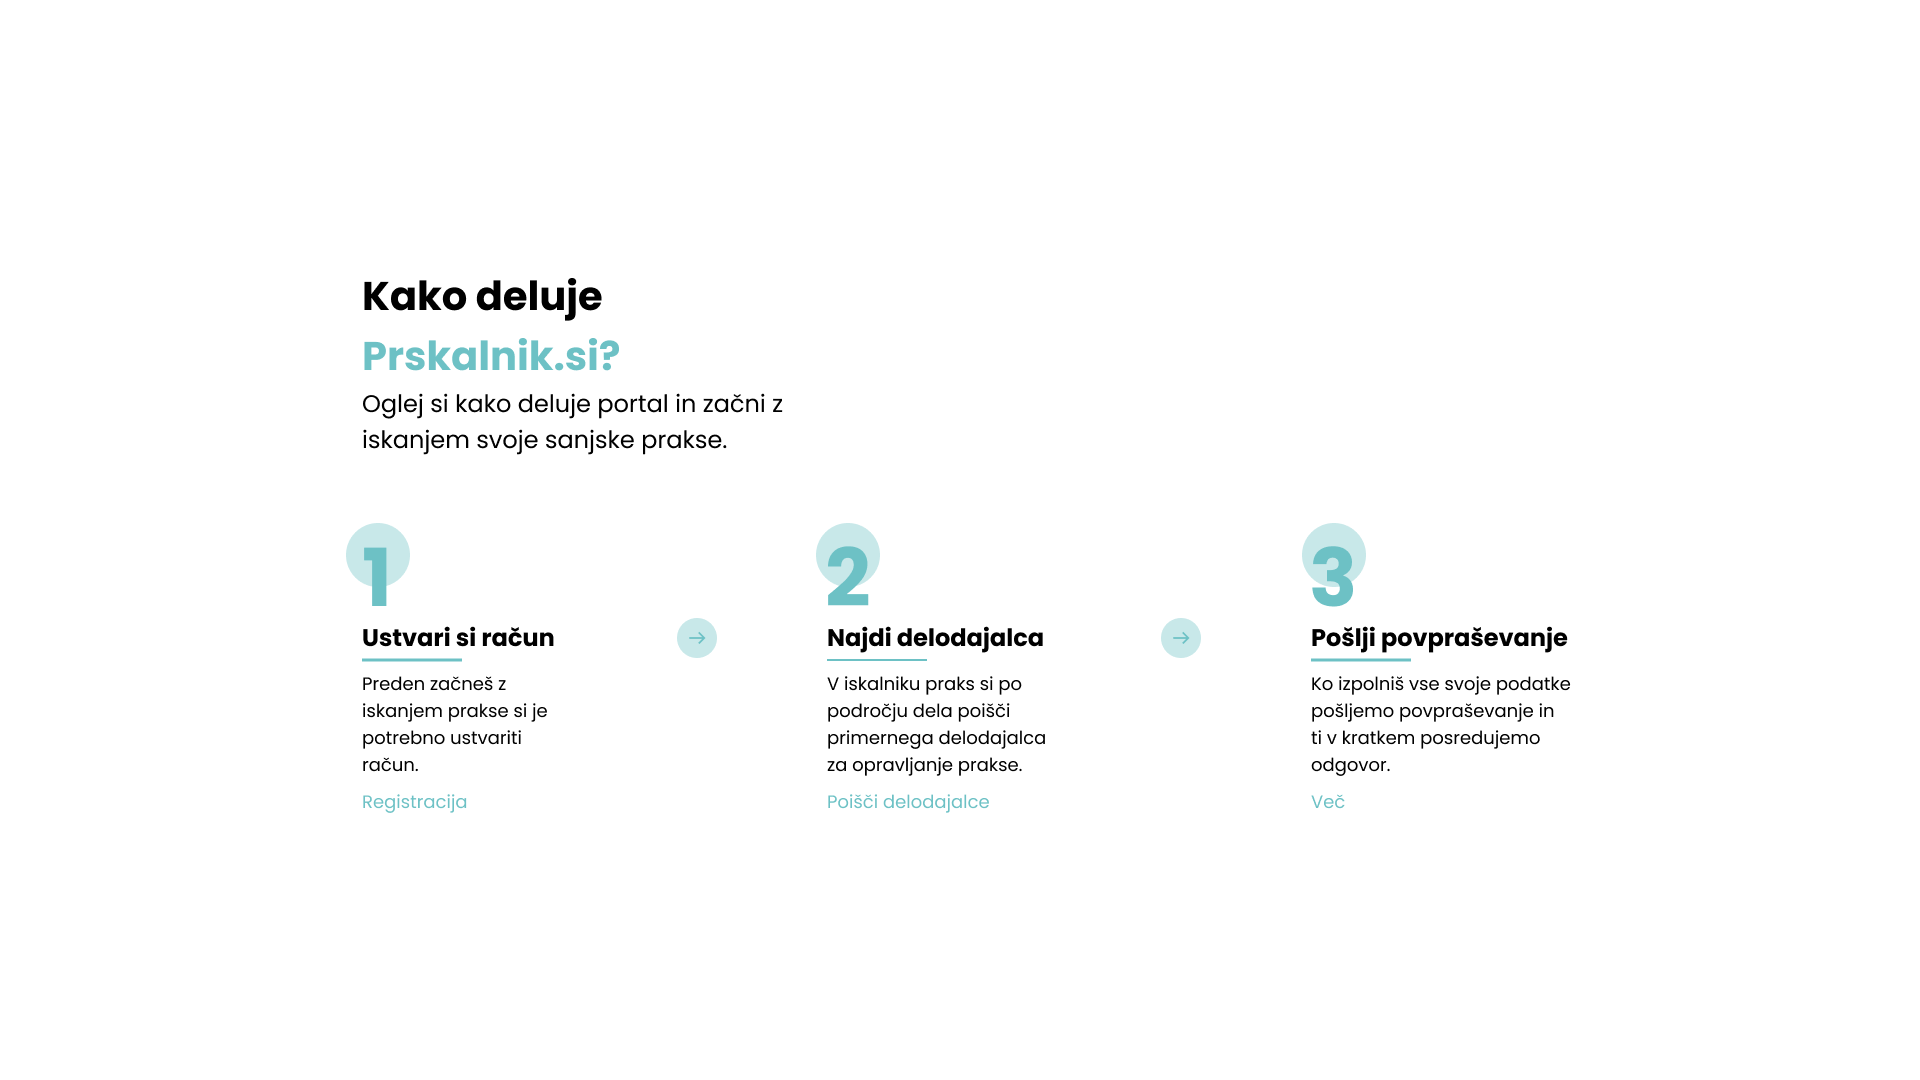 Kako deluje
Prskalnik.si?
Oglej si kako deluje portal in začni z
iskanjem svoje sanjske prakse.
1
Ustvari si račun
Preden začneš z
iskanjem prakse si je
potrebno ustvariti
račun.
Registracija
2
Najdi delodajalca
V iskalniku praks si po
področju dela poišči
primernega delodajalca
za opravljanje prakse.
Poišči delodajalce
3
Pošlji povpraševanje
Ko izpolniš vse svoje podatke
pošljemo povpraševanje in
ti v kratkem posredujemo
odgovor.
Več